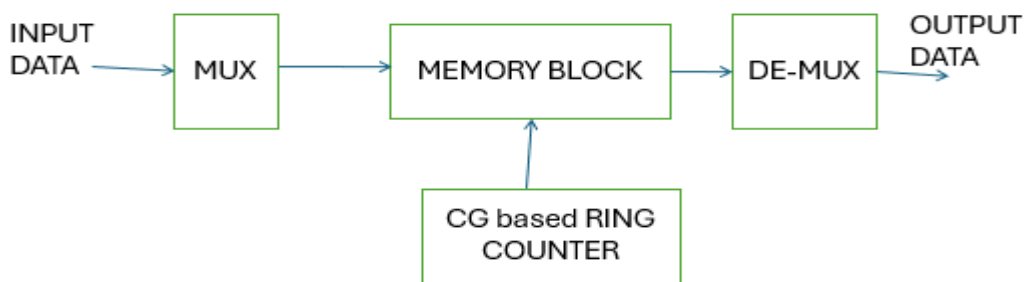 INPUT
DATA
MUX
MEMORY BLOCK
DE-MUX
OUTPUT
DATA
CG based RING
COUNTER